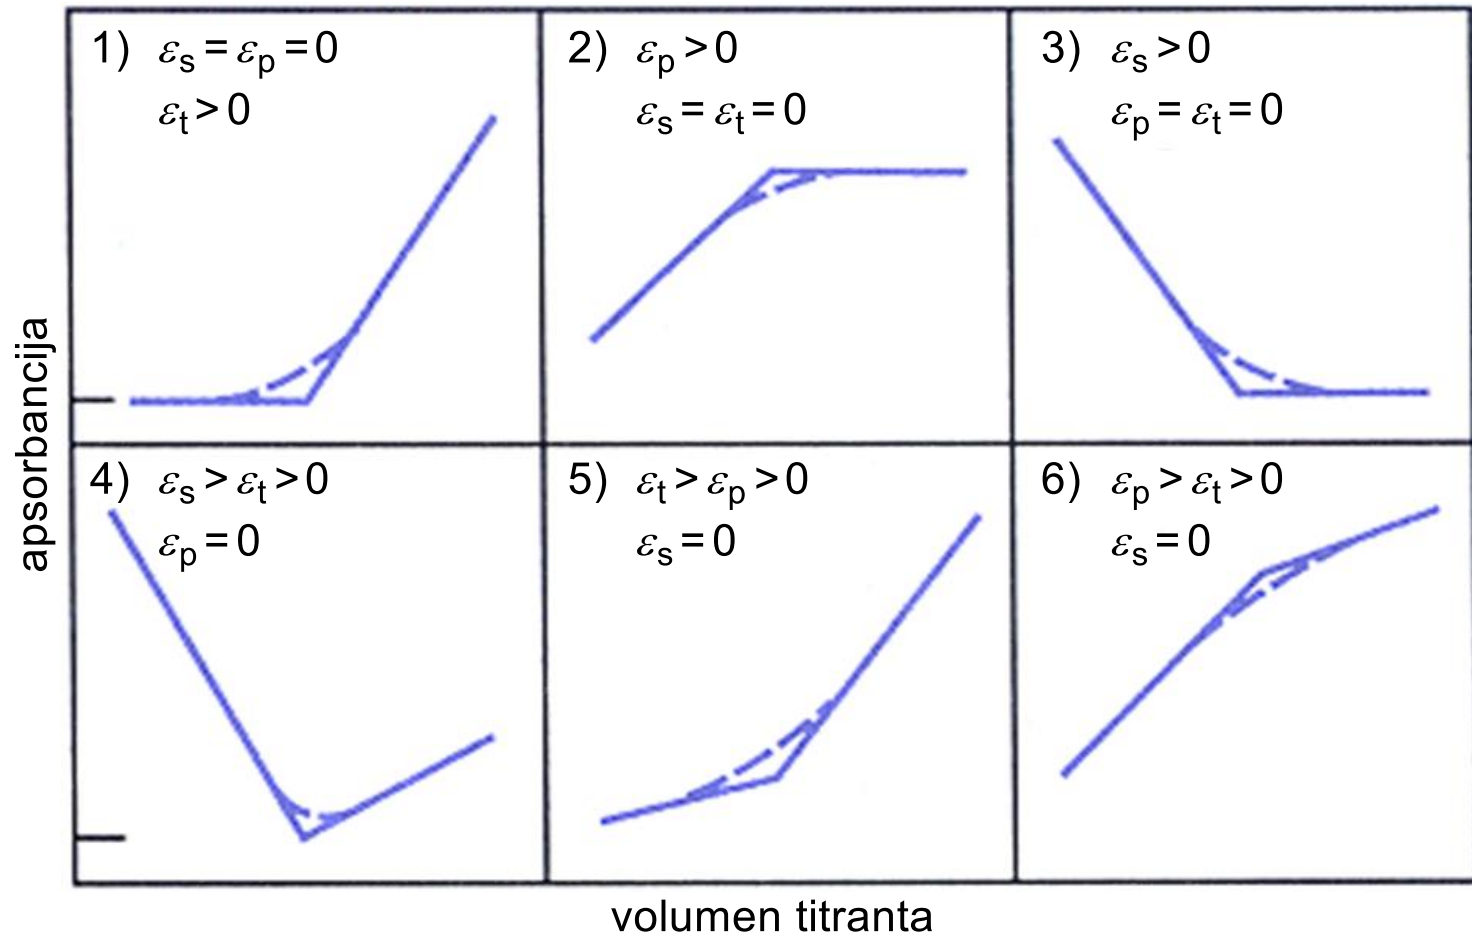 1) εs = εp = 0
εt > 0
2) εp > 0
εs = εt = 0
3) εs > 0
εp = εt = 0
4) εs > εt > 0
εp = 0
5) εt > εp > 0
εs = 0
6) εp > εt > 0
εs = 0
apsorbancija
volumen titranta